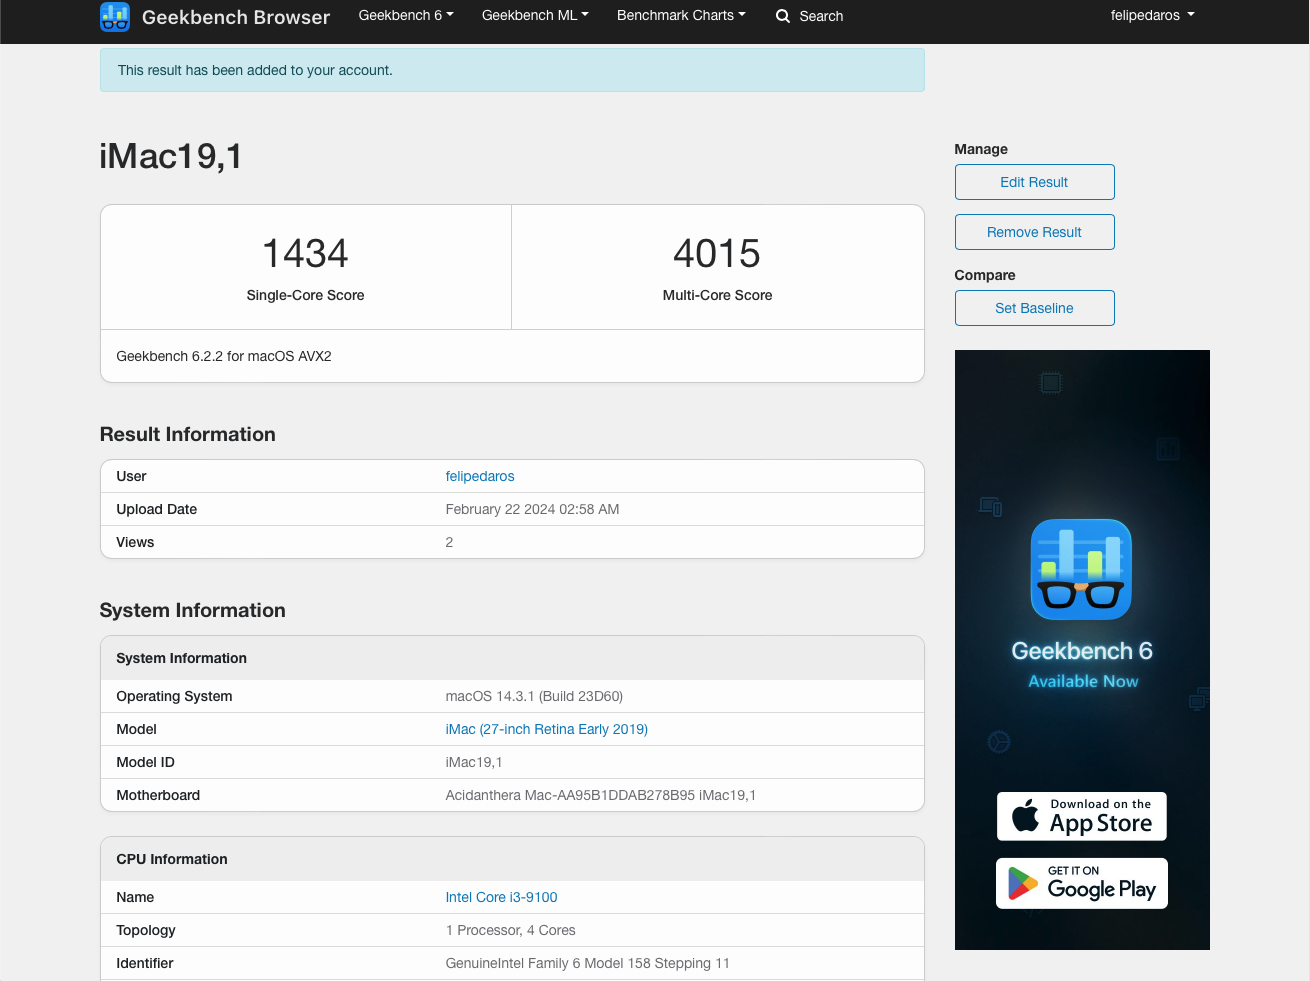 Geekbench Browser Geekbench 6 Geekbench ML Benchmark Charts Search felipedaros
This result has been added to your account.
iMac19,1
1434
Single-Core Score
4015
Multi-Core Score
Geekbench 6.2.2 for macOS AVX2
Result Information
User felipedaros
Upload Date February 22 2024 02:58 AM
Views 2
System Information
System Information
Operating System macOS 14.3.1 (Build 23D60)
Model iMac (27-inch Retina Early 2019)
Model ID iMac19,1
Motherboard Acidanthera Mac-AA95B1DDAB278B95 iMac19,1
CPU Information
Name Intel Core i3-9100
Topology 1 Processor, 4 Cores
Identifier GenuineIntel Family 6 Model 158 Stepping 11
Manage
Edit Result
Remove Result
Compare
Set Baseline
Geekbench 6
Available Now
Download on the
App Store
GET IT ON
Google Play